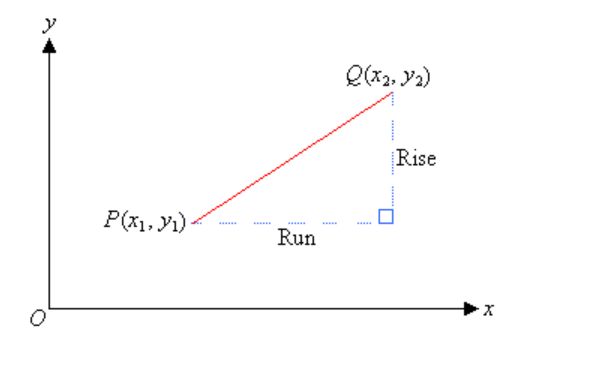 y
Q(x₂, y₂)
Rise
P(x₁, y₁)
Run
O
x